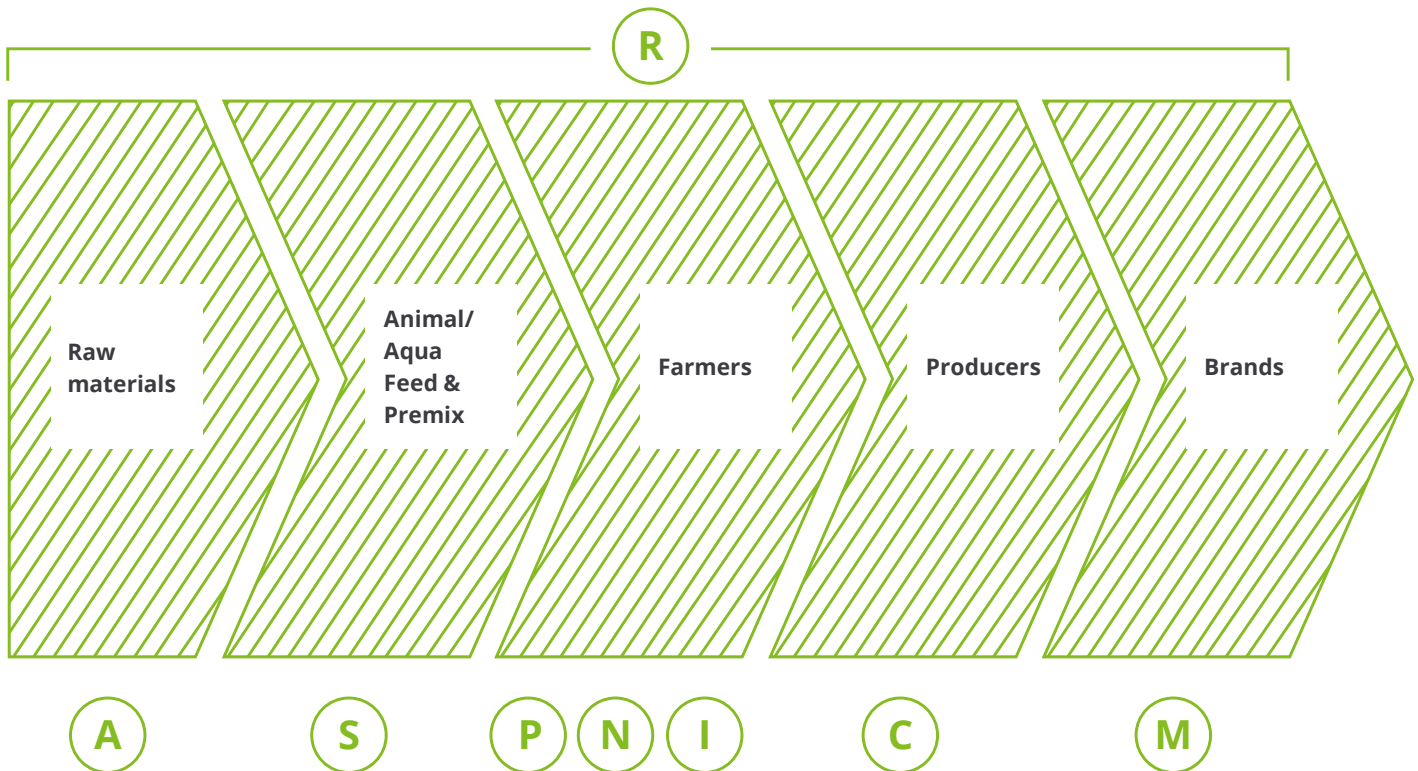 R
Raw
materials
Animal/
Aqua
Feed &
Premix
Farmers
Producers
Brands
A
S
P
N
I
C
M